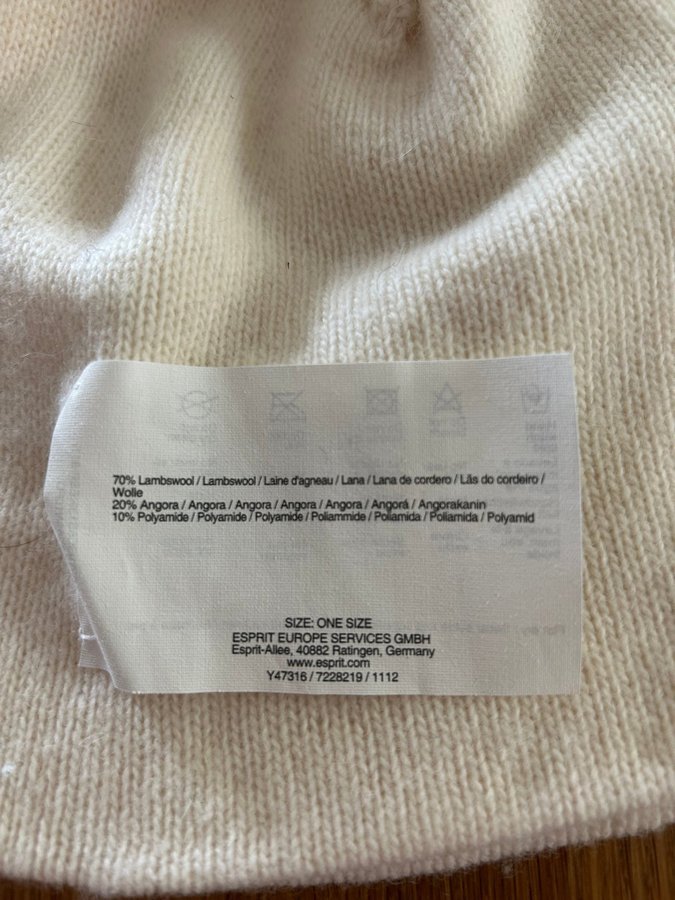 70% Lambswool / Lambswool / Laine d'agneau / Lana / Lana de cordero / Lãs do cordeiro /
Wolle
20% Angora / Angora / Angora / Angora / Angora / Angorá / Angorakanin
10% Polyamide / Polyamide / Polyamide / Poliammide / Poliamida / Poliamida / Polyamid
SIZE: ONE SIZE
ESPRIT EUROPE SERVICES GMBH
Esprit-Allee, 40882 Ratingen, Germany
www.esprit.com
Y47316 / 7228219 / 1112